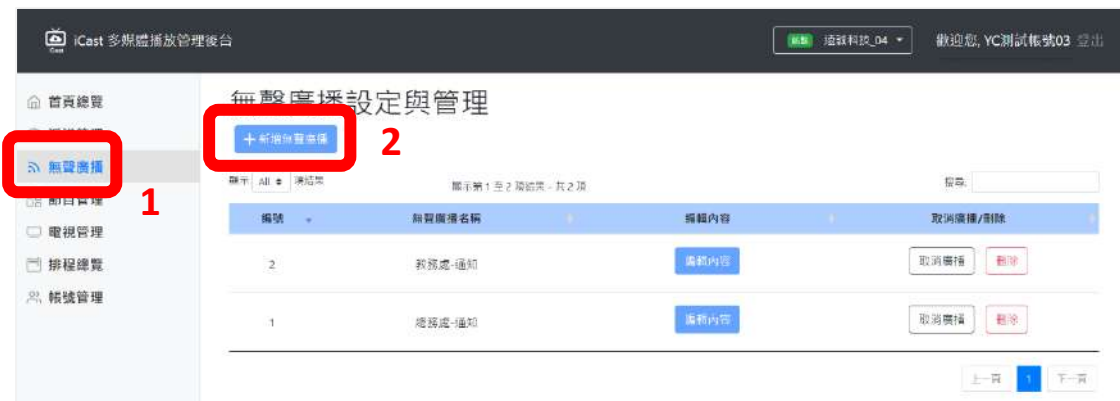 iCast 多媒體播放管理後台
遠誠科技_04
歡迎您, YC測試帳號03 登出
首頁總覽
無聲廣播
1
節目管理
電視管理
排程總覽
帳號管理
無聲廣播設定與管理
+新增無聲廣播
2
顯示 All 項結果
顯示第 1 至 2 項結果 - 共 2 項
搜尋:
編號 無聲廣播名稱 編輯內容 取消廣播/刪除
2 教務處-通知 編輯內容 取消廣播 刪除
1 總務處-通知 編輯內容 取消廣播 刪除
上一頁 1 下一頁